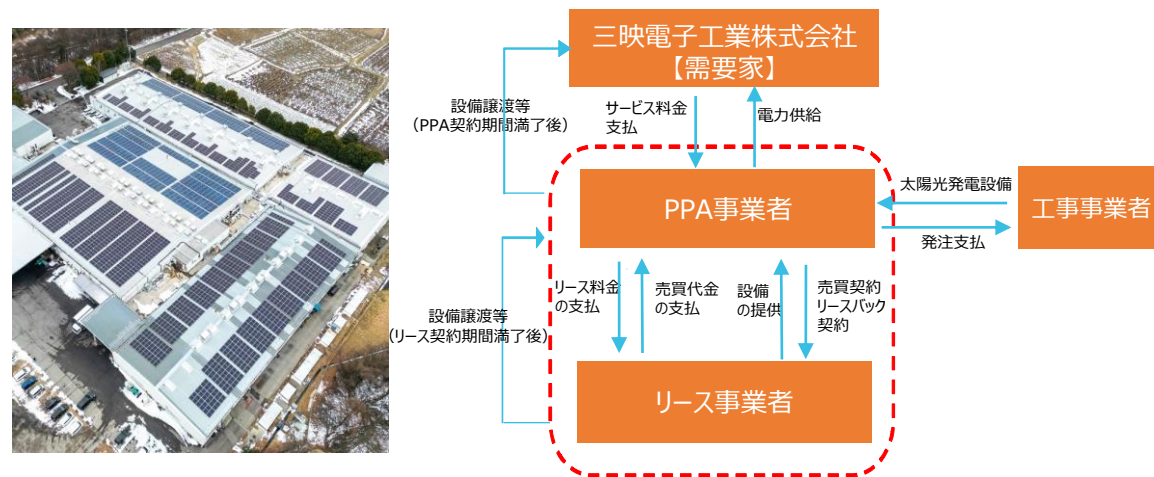 三映電子工業株式会社
【需要家】
設備譲渡等
（PPA契約期間満了後）
サービス料金
支払
電力供給
PPA事業者
太陽光発電設備
発注支払
工事事業者
設備譲渡等
（リース契約期間満了後）
リース料金
の支払
売買代金
の支払
設備
の提供
売買契約
リースバック
契約
リース事業者